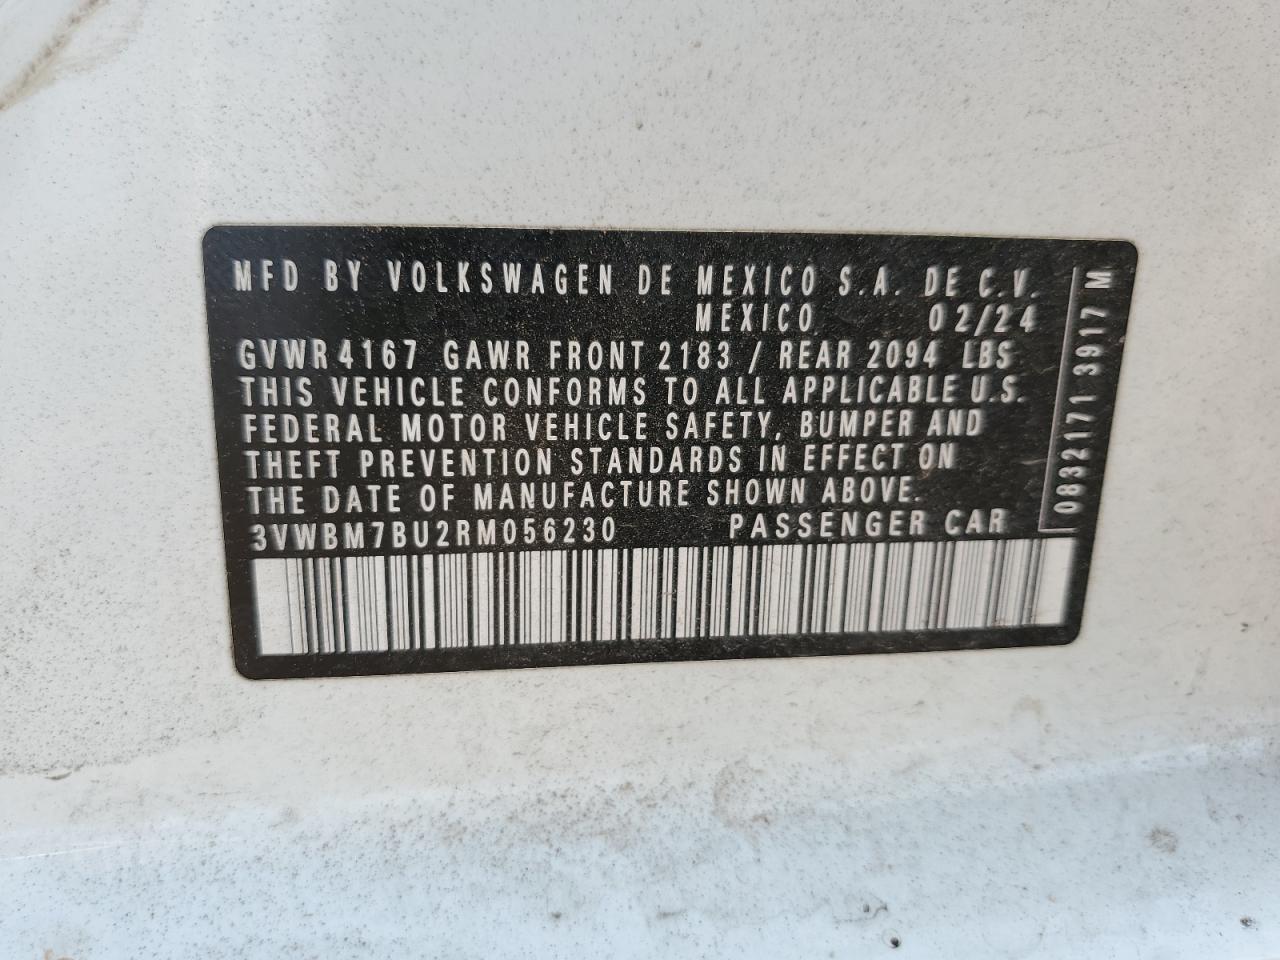 MFD BY VOLKSWAGEN DE MEXICO S.A. DE C.V.
MEXICO 02/24
GVWR 4167 GAWR FRONT 2183 / REAR 2094 LBS
THIS VEHICLE CONFORMS TO ALL APPLICABLE U.S.
FEDERAL MOTOR VEHICLE SAFETY, BUMPER AND
THEFT PREVENTION STANDARDS IN EFFECT ON
THE DATE OF MANUFACTURE SHOWN ABOVE.
3VWBM7BU2RM056230 PASSENGER CAR
0832171 3917 M